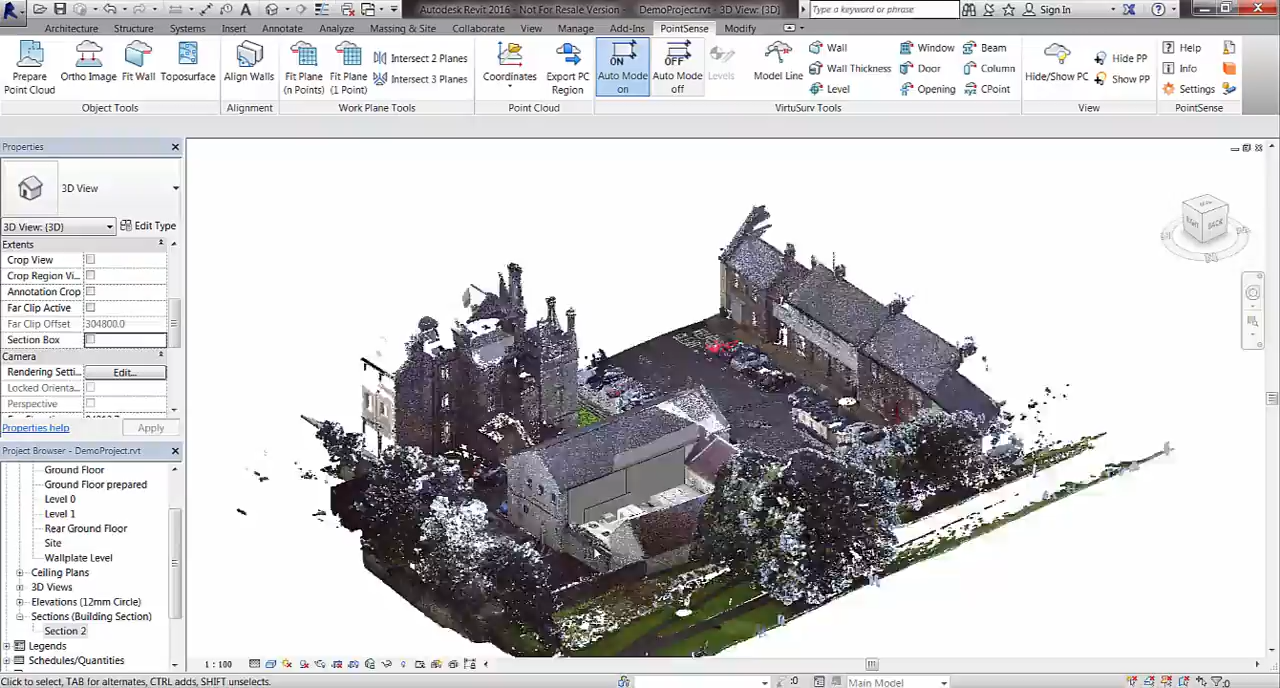 Autodesk Revit 2016 - Not For Resale Version - DemoProject.rvt - 3D View: {3D}
Type a keyword or phrase
Sign In
Architecture Structure Systems Insert Annotate Analyze Massing & Site Collaborate View Manage Add-Ins PointSense Modify
Prepare Point Cloud
Ortho Image
Fit Wall
Toposurface
Align Walls
Fit Plane (n Points)
Fit Plane (1 Point)
Intersect 2 Planes
Intersect 3 Planes
Coordinates
Export PC Region
ON
Auto Mode on
OFF
Auto Mode off
Levels
Model Line
Wall
Wall Thickness
Level
Window
Door
Opening
Beam
Column
CPoint
Hide/Show PC
Hide PP
Show PP
Help
Info
Settings
Object Tools Alignment Work Plane Tools Point Cloud VirtuSurv Tools View PointSense
Properties
3D View
3D View: {3D} Edit Type
Extents
Crop View
Crop Region Vi...
Annotation Crop
Far Clip Active
Far Clip Offset 304800.0
Section Box
Camera
Rendering Setti... Edit...
Locked Orienta...
Perspective
Properties help Apply
Project Browser - DemoProject.rvt
Ground Floor
Ground Floor prepared
Level 0
Level 1
Rear Ground Floor
Site
Wallplate Level
Ceiling Plans
3D Views
Elevations (12mm Circle)
Sections (Building Section)
Section 2
Legends
Schedules/Quantities
RIGHT BACK
1 : 100
Click to select, TAB for alternates, CTRL adds, SHIFT unselects.
:0
Main Model
:0